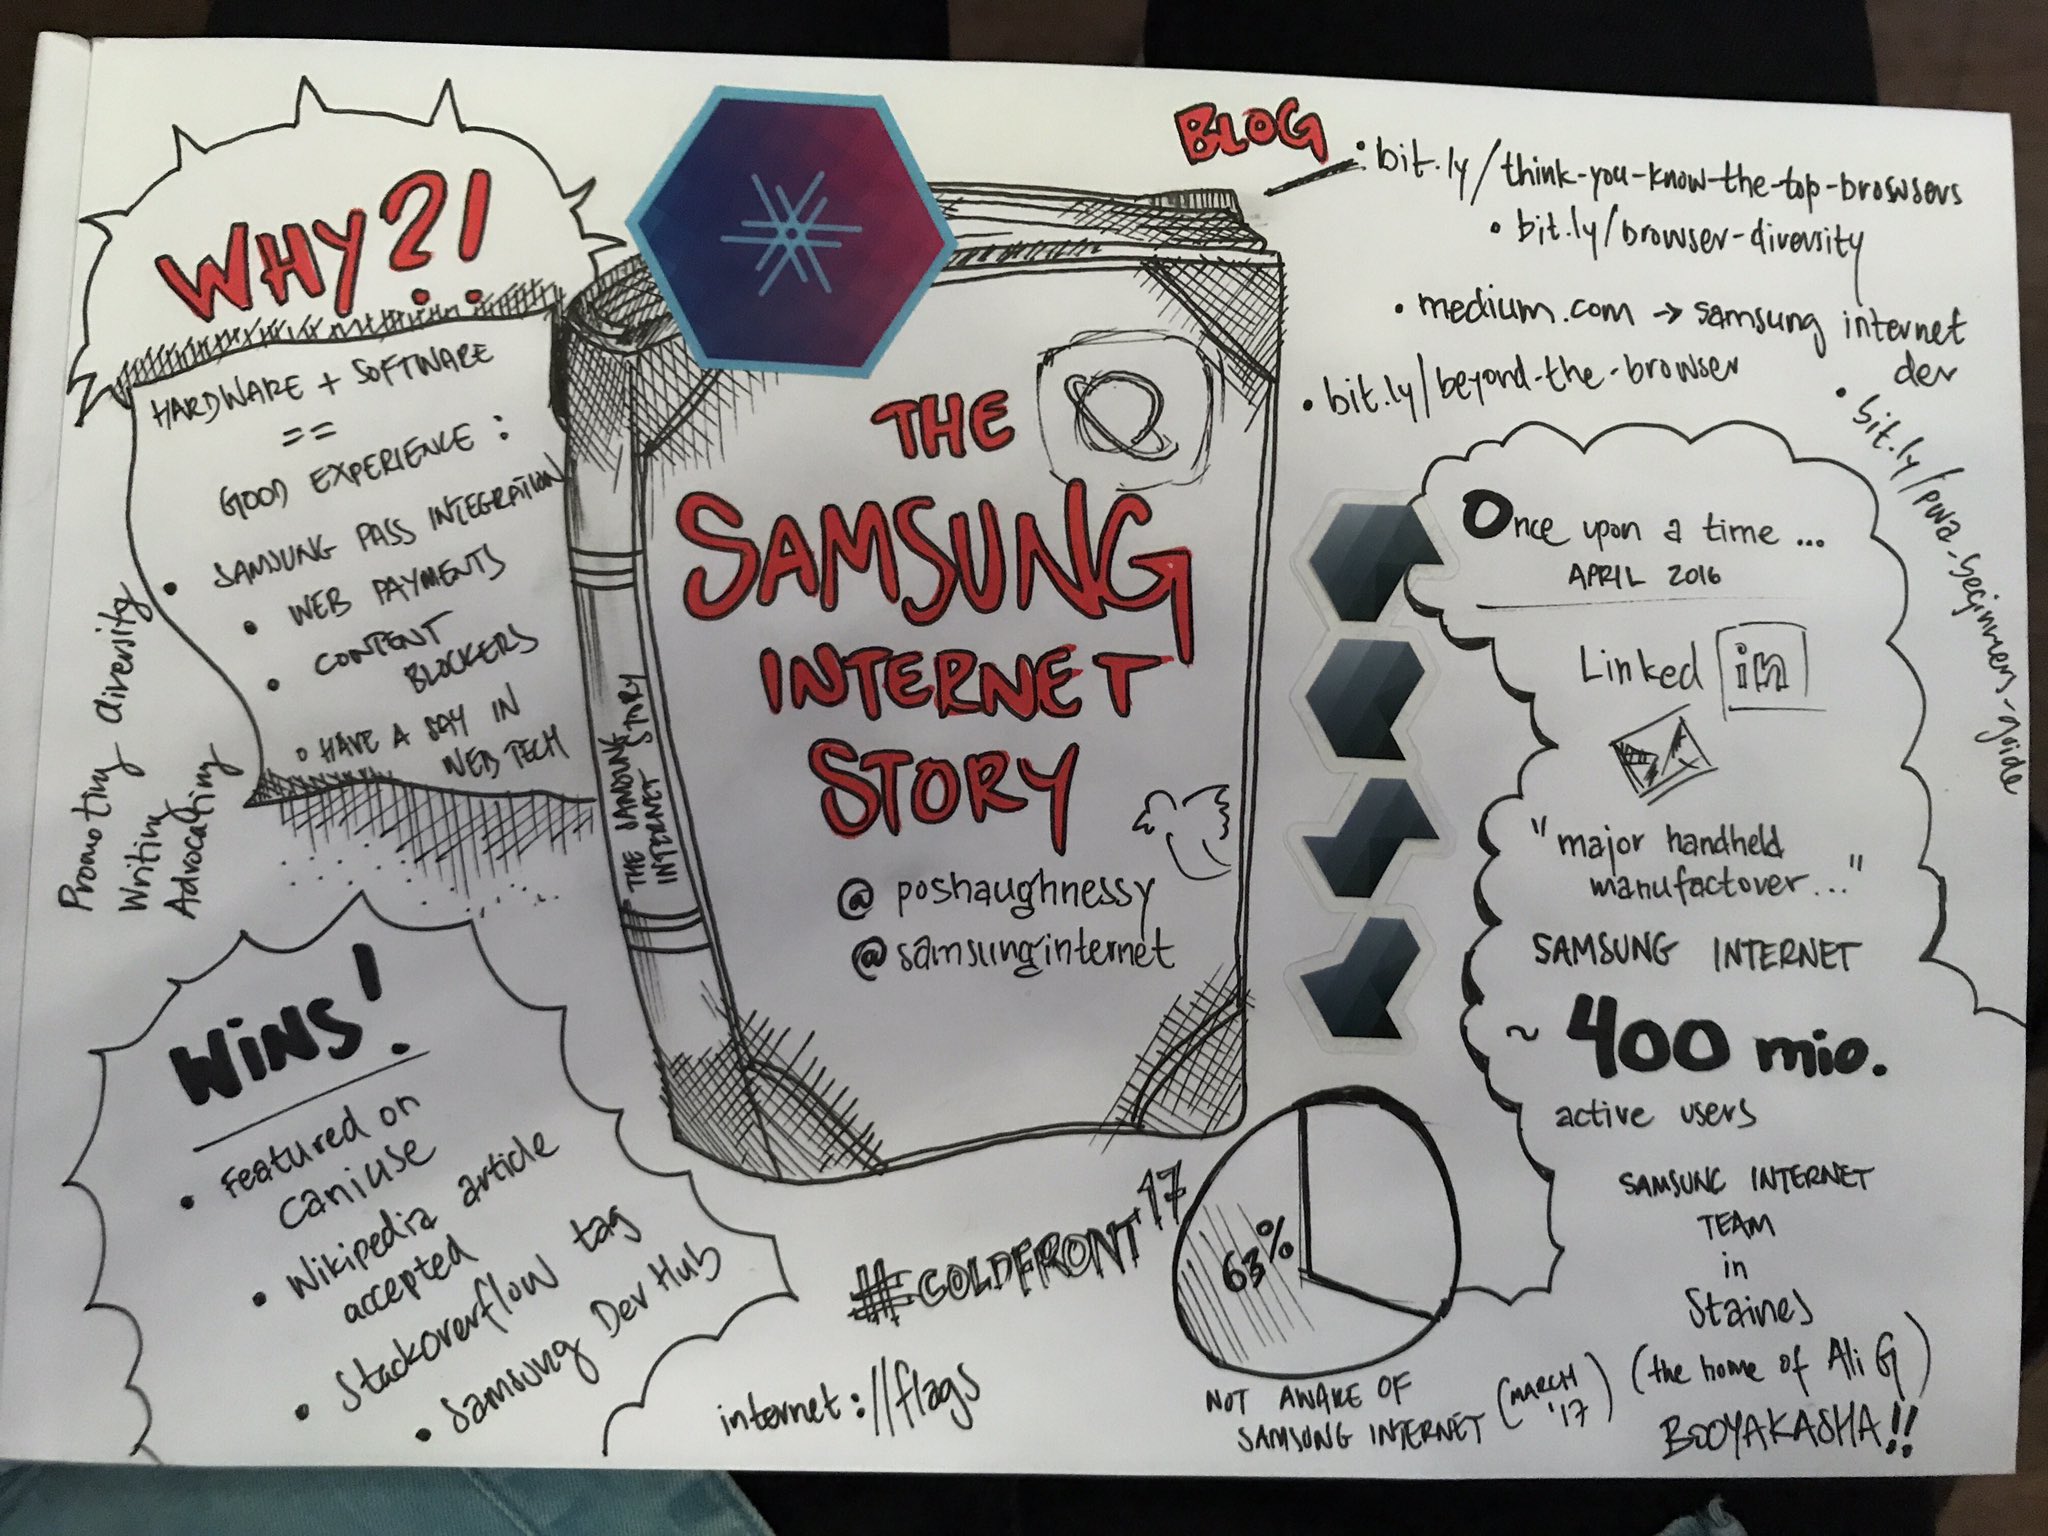 WHY?!
HARDWARE + SOFTWARE
==
GOOD EXPERIENCE :
• SAMSUNG PASS INTEGRATION
• WEB PAYMENTS
• CONTENT
BLOCKERS
• HAVE A SAY IN
WEB TECH
Promoting diversity
Writing
Advocating
WINS!
• Featured on
caniuse
• Wikipedia article
accepted
• Stackoverflow tag
• Samsung Dev Hub
THE
SAMSUNG
INTERNET
STORY
@poshaughnessy
@samsunginternet
THE SAMSUNG
INTERNET STORY
#COLDFRONT'17
internet://flags
BLOG
• bit.ly/think-you-know-the-top-browsers
• bit.ly/browser-diversity
• medium.com → samsung internet
dev
• bit.ly/beyond-the-browser
• bit.ly/pwa-beginners-guide
Once upon a time ...
APRIL 2016
Linked in
"major handheld
manufactover..."
SAMSUNG INTERNET
~ 400 mio.
active users
SAMSUNG INTERNET
TEAM
in
Staines
(the home of Ali G)
BOOYAKASHA!!
63%
NOT AWARE OF
SAMSUNG INTERNET (MARCH
'17)